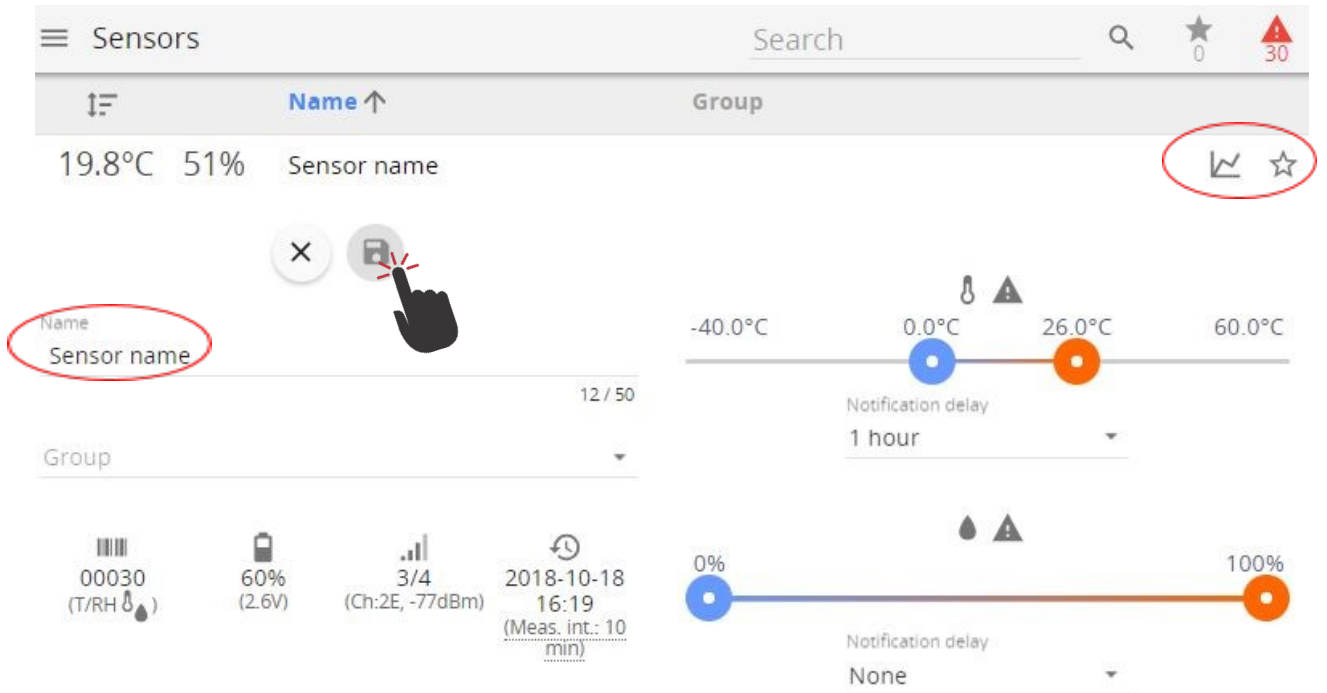 Sensors
Search
0
30
Name
Group
19.8°C 51% Sensor name
Name
Sensor name
12 / 50
Group
00030
(T/RH)
60%
(2.6V)
3/4
(Ch:2E, -77dBm)
2018-10-18
16:19
(Meas. int.: 10
min)
-40.0°C 0.0°C 26.0°C 60.0°C
Notification delay
1 hour
0% 100%
Notification delay
None